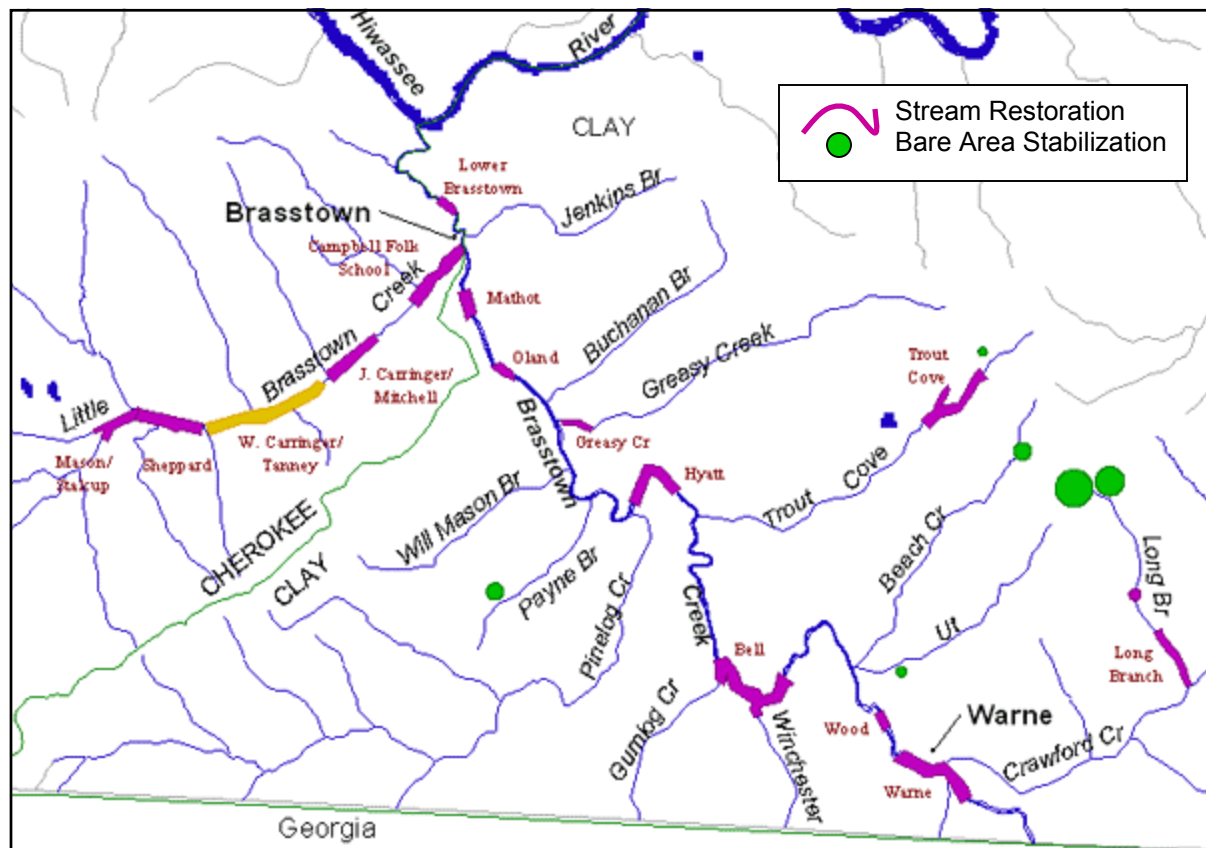 Hiwassee
River
Stream Restoration
Bare Area Stabilization
CLAY
Lower
Brasstown
Jenkins Br
Brasstown
Campbell Folk
School
Creek
Mathot
Buchanan Br
Oland
Greasy Creek
Trout
Cove
Brasstown
J. Carringer/
Mitchell
Little
Brasstown
Greasy Cr
W. Carringer/
Tanney
Sheppard
Mason/
Stalcup
Hyatt
Trout Cove
Beach Cr
Will Mason Br
CHEROKEE
CLAY
Payne Br
Pinelog Cr
Creek
Ut
Long Br
Bell
Long
Branch
Gumlog Cr
Winchester
Wood
Warne
Crawford Cr
Warne
Georgia